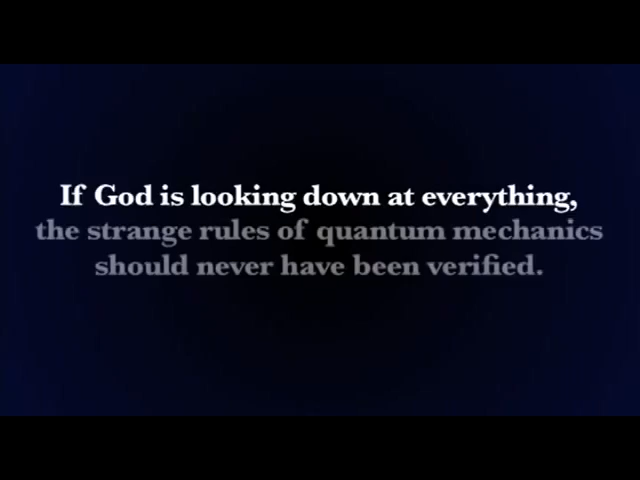 If God is looking down at everything,
the strange rules of quantum mechanics
should never have been verified.